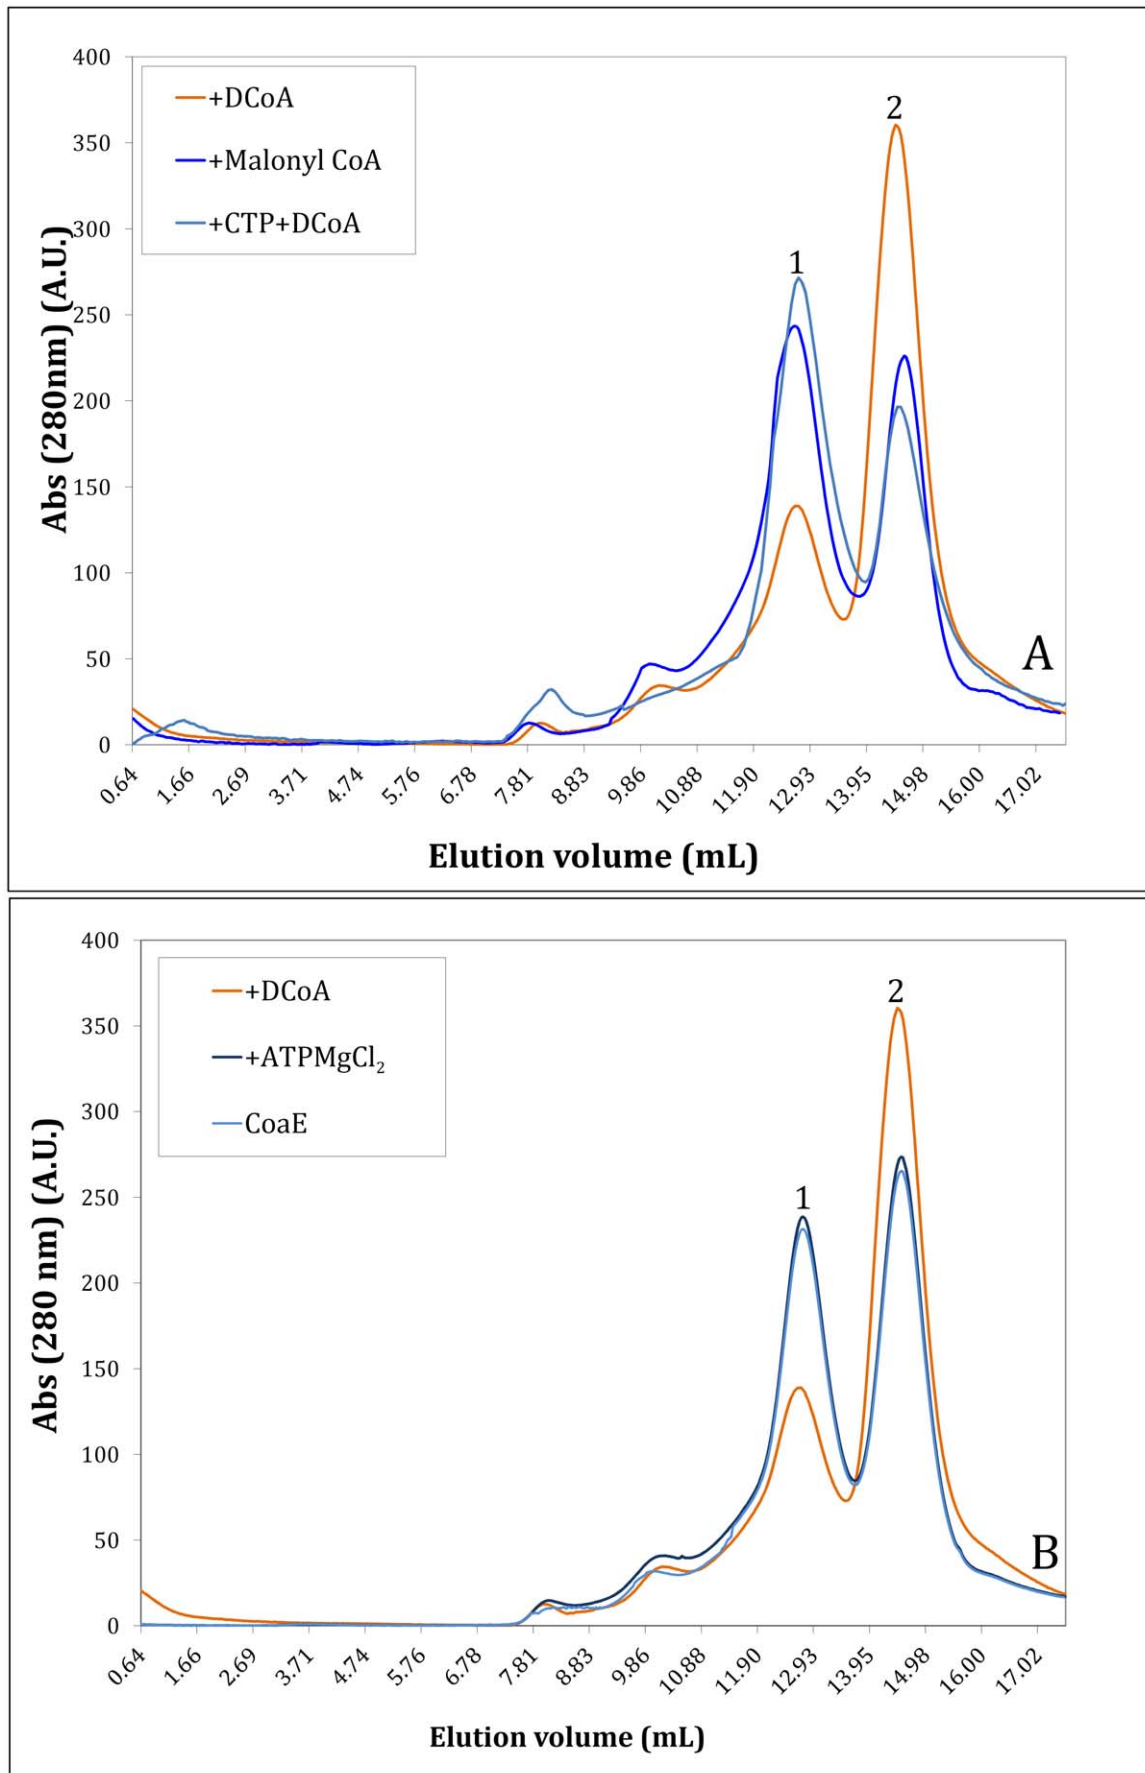 400
350
300
250
200
150
100
50
0
Abs (280nm) (A.U.)
+DCoA
+Malonyl CoA
+CTP+DCoA
1
2
A
0.64 1.66 2.69 3.71 4.74 5.76 6.78 7.81 8.83 9.86 10.88 11.90 12.93 13.95 14.98 16.00 17.02
Elution volume (mL)
400
350
300
250
200
150
100
50
0
Abs (280 nm) (A.U.)
+DCoA
+ATPMgCl₂
CoaE
1
2
B
0.64 1.66 2.69 3.71 4.74 5.76 6.78 7.81 8.83 9.86 10.88 11.90 12.93 13.95 14.98 16.00 17.02
Elution volume (mL)